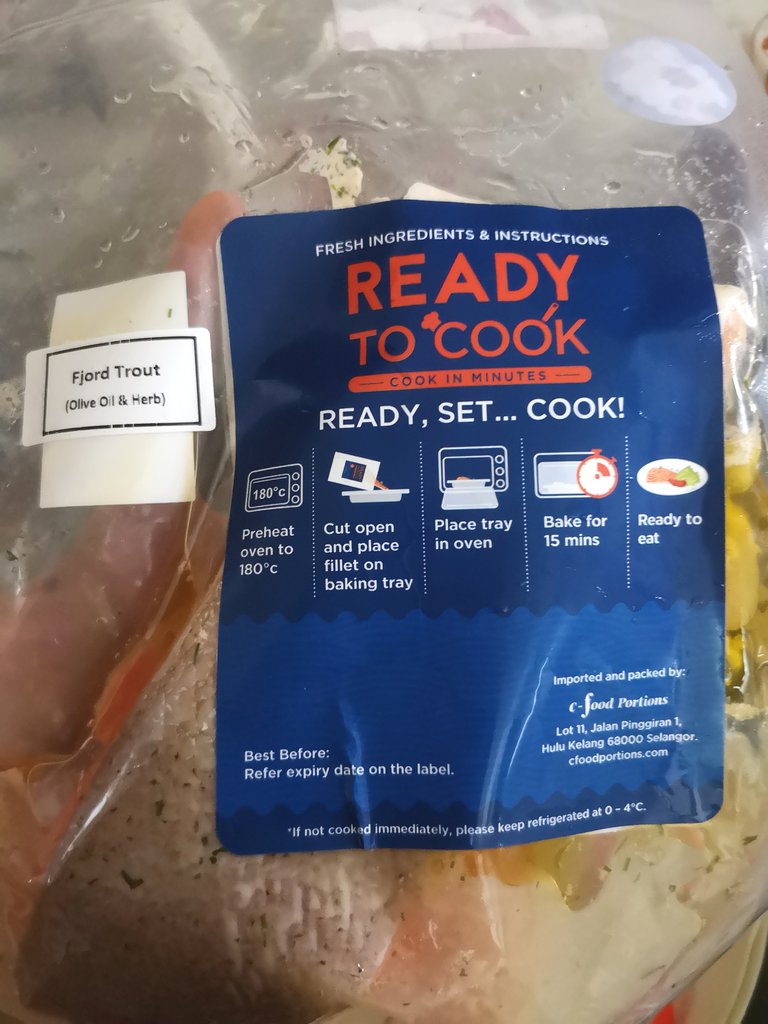 FRESH INGREDIENTS & INSTRUCTIONS
READY
TO COOK
COOK IN MINUTES
READY, SET... COOK!
Fjord Trout
(Olive Oil & Herb)
180°c
Preheat
oven to
180°c
Cut open
and place
fillet on
baking tray
Place tray
in oven
Bake for
15 mins
Ready to
eat
Imported and packed by:
c-food Portions
Lot 11, Jalan Pinggiran 1,
Hulu Kelang 68000 Selangor.
cfoodportions.com
Best Before:
Refer expiry date on the label.
*If not cooked immediately, please keep refrigerated at 0 – 4°C.